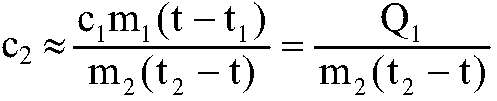 c₂ ≈ c₁m₁(t − t₁) / m₂(t₂ − t) = Q₁ / m₂(t₂ − t)